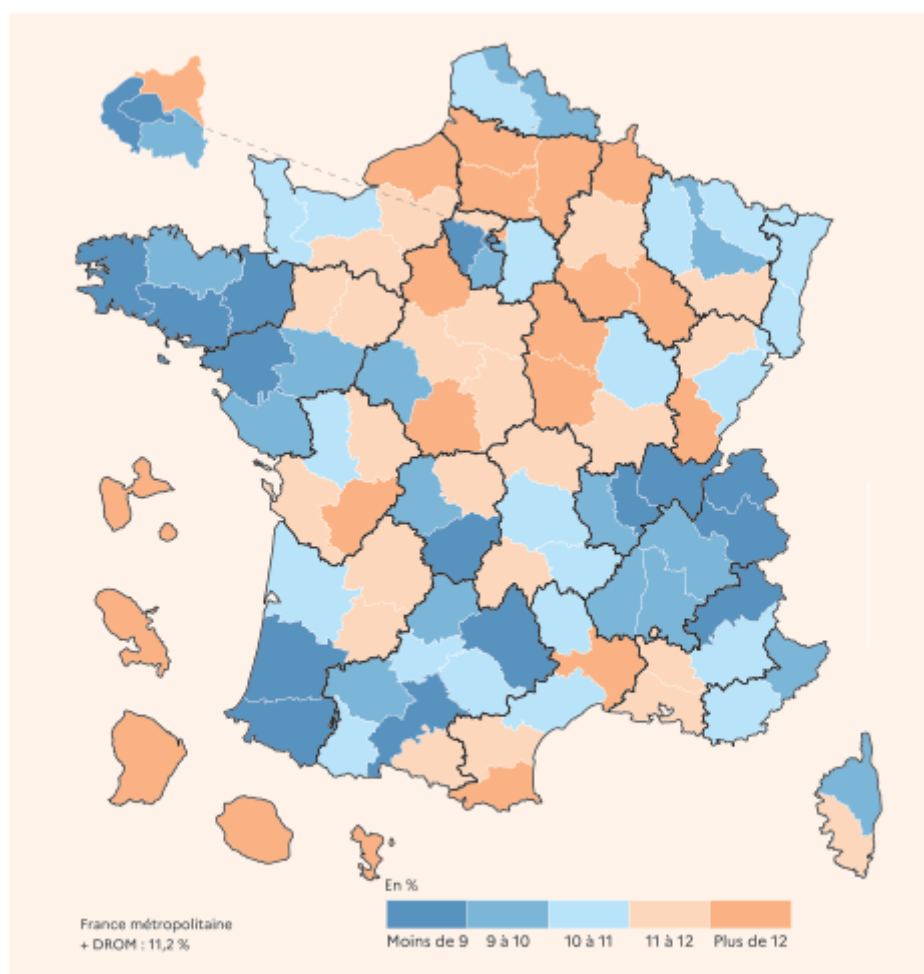 En %
France métropolitaine
+ DROM : 11,2 %
Moins de 9
9 à 10
10 à 11
11 à 12
Plus de 12